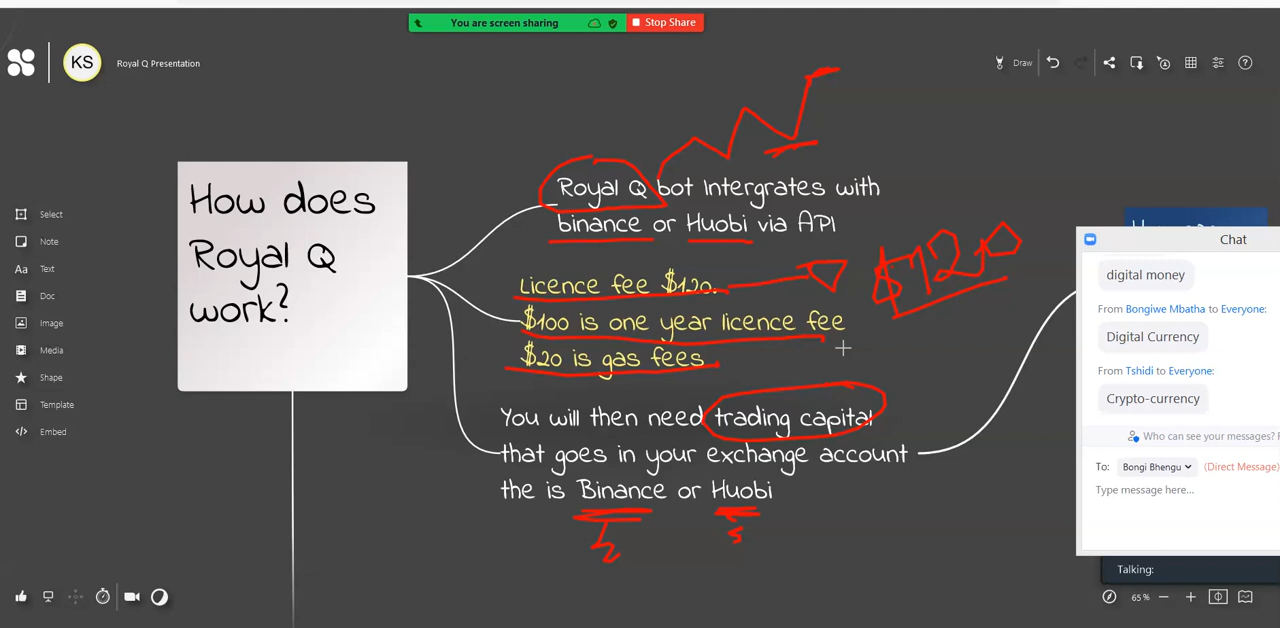 You are screen sharing
Stop Share
KS
Royal Q Presentation
Draw
Select
Note
Text
Doc
Image
Media
Shape
Template
Embed
How does
Royal Q
work?
Royal Q bot Intergrates with
binance or Huobi via API
Licence fee $120.
$100 is one year licence fee
$20 is gas fees
$120
You will then need trading capital
that goes in your exchange account
the is Binance or Huobi
Chat
digital money
From Bongiwe Mbatha to Everyone:
Digital Currency
From Tshidi to Everyone:
Crypto-currency
Who can see your messages?
To: Bongi Bhengu (Direct Message)
Type message here...
Talking:
65 %